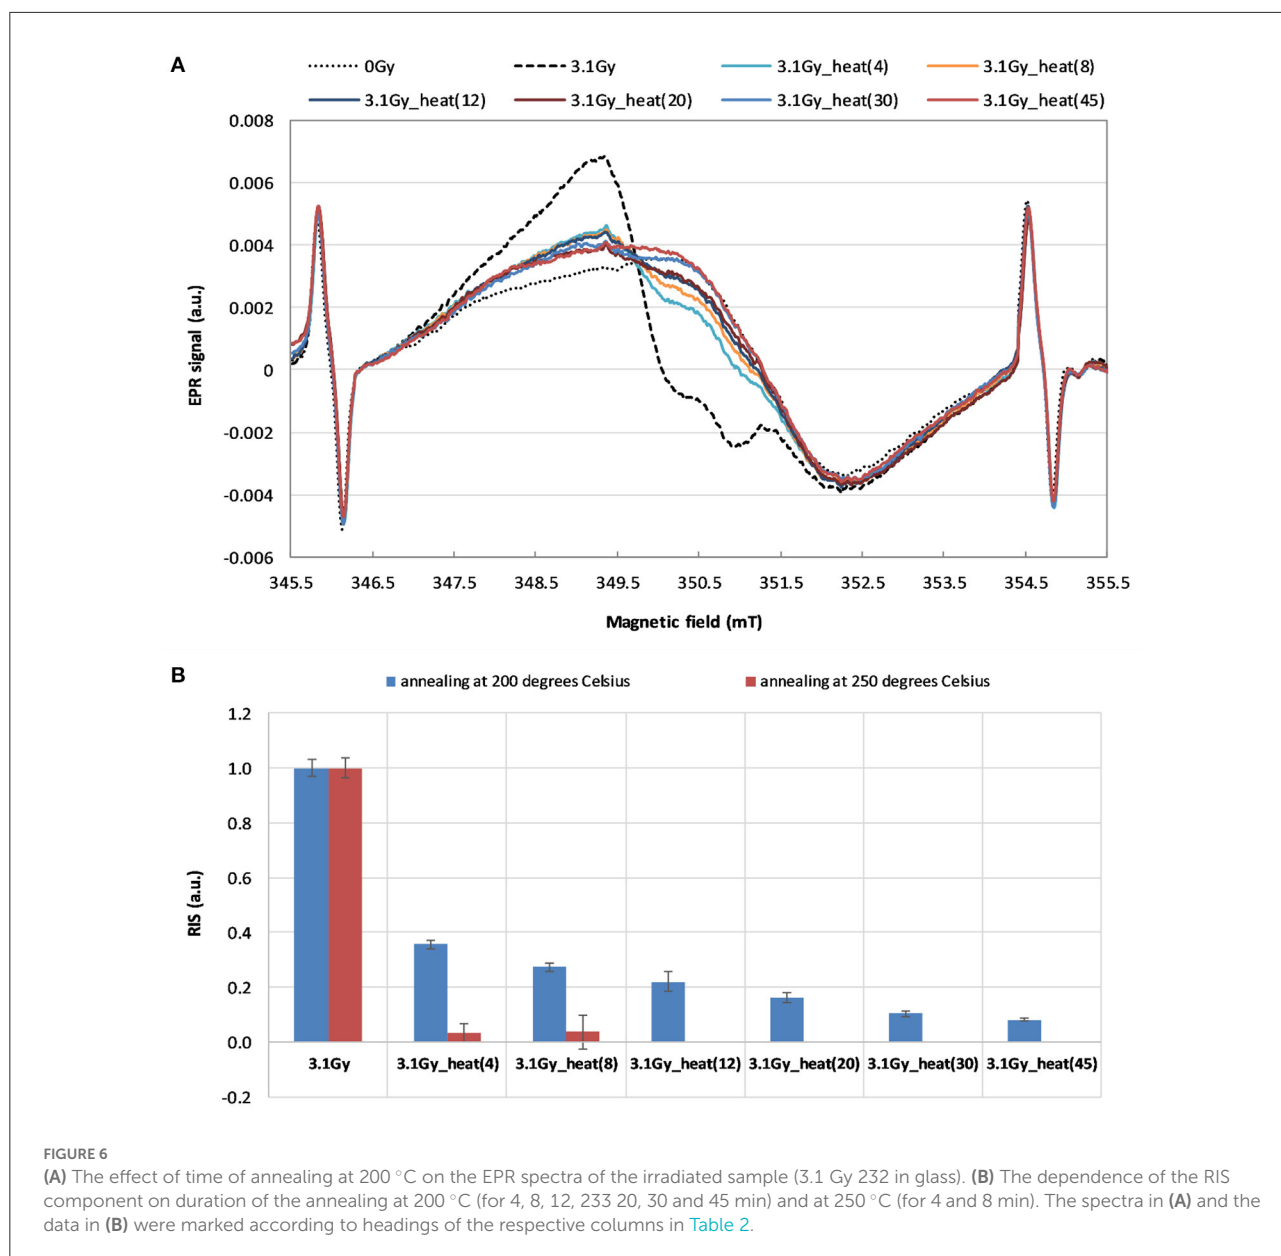 A
0Gy
3.1Gy
3.1Gy_heat(4)
3.1Gy_heat(8)
3.1Gy_heat(12)
3.1Gy_heat(20)
3.1Gy_heat(30)
3.1Gy_heat(45)
0.008
0.006
0.004
0.002
0
-0.002
-0.004
-0.006
EPR signal (a.u.)
345.5 346.5 347.5 348.5 349.5 350.5 351.5 352.5 353.5 354.5 355.5
Magnetic field (mT)
B
annealing at 200 degrees Celsius
annealing at 250 degrees Celsius
1.2
1.0
0.8
0.6
0.4
0.2
0.0
-0.2
RIS (a.u.)
3.1Gy 3.1Gy_heat(4) 3.1Gy_heat(8) 3.1Gy_heat(12) 3.1Gy_heat(20) 3.1Gy_heat(30) 3.1Gy_heat(45)
FIGURE 6
(A) The effect of time of annealing at 200 °C on the EPR spectra of the irradiated sample (3.1 Gy 232 in glass). (B) The dependence of the RIS
component on duration of the annealing at 200 °C (for 4, 8, 12, 233 20, 30 and 45 min) and at 250 °C (for 4 and 8 min). The spectra in (A) and the
data in (B) were marked according to headings of the respective columns in Table 2.